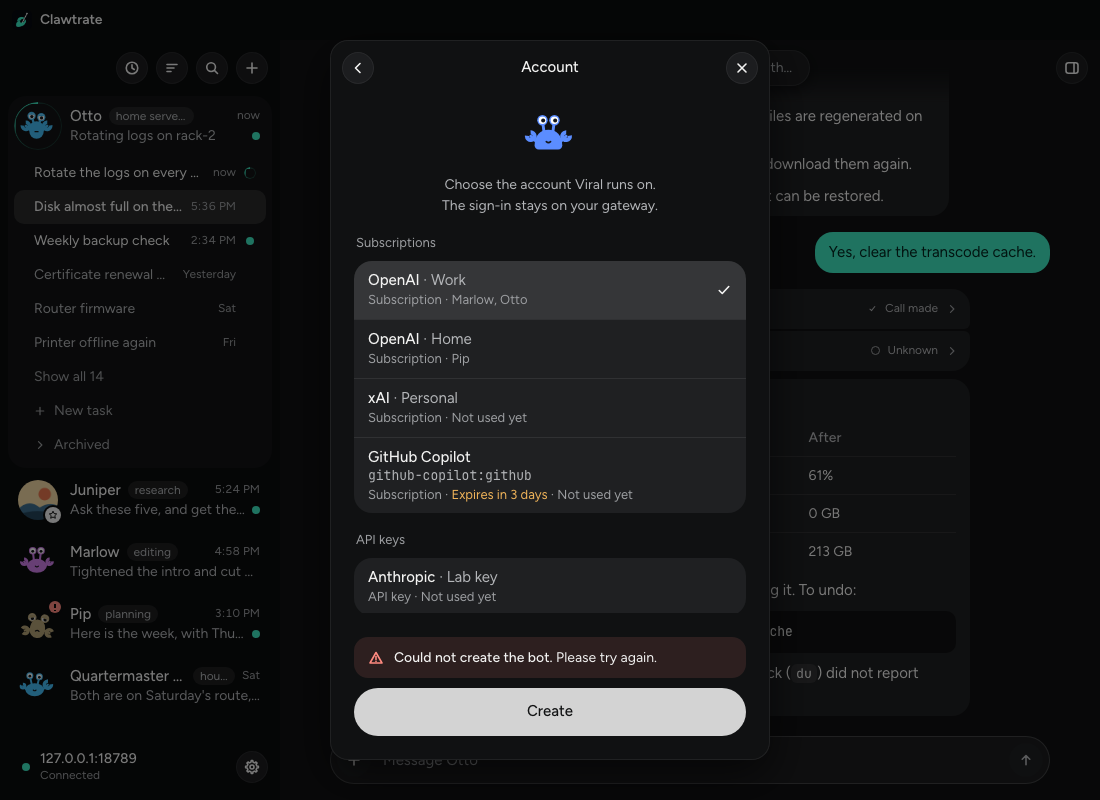 Clawtrate
Otto home serve… now
Rotating logs on rack-2
Rotate the logs on every … now
Disk almost full on the… 5:36 PM
Weekly backup check 2:34 PM
Certificate renewal … Yesterday
Router firmware Sat
Printer offline again Fri
Show all 14
New task
Archived
Juniper research 5:24 PM
Ask these five, and get the…
Marlow editing 4:58 PM
Tightened the intro and cut …
Pip planning 3:10 PM
Here is the week, with Thu…
Quartermaster … hou… Sat
Both are on Saturday's route,…
127.0.0.1:18789
Connected
Account
Choose the account Viral runs on.
The sign-in stays on your gateway.
Subscriptions
OpenAI · Work
Subscription · Marlow, Otto
OpenAI · Home
Subscription · Pip
xAI · Personal
Subscription · Not used yet
GitHub Copilot
github-copilot:github
Subscription · Expires in 3 days · Not used yet
API keys
Anthropic · Lab key
API key · Not used yet
Could not create the bot. Please try again.
Create
th…
iles are regenerated on
download them again.
can be restored.
Yes, clear the transcode cache.
Call made
Unknown
After
61%
0 GB
213 GB
g it. To undo:
che
ck ( du ) did not report
Message Otto